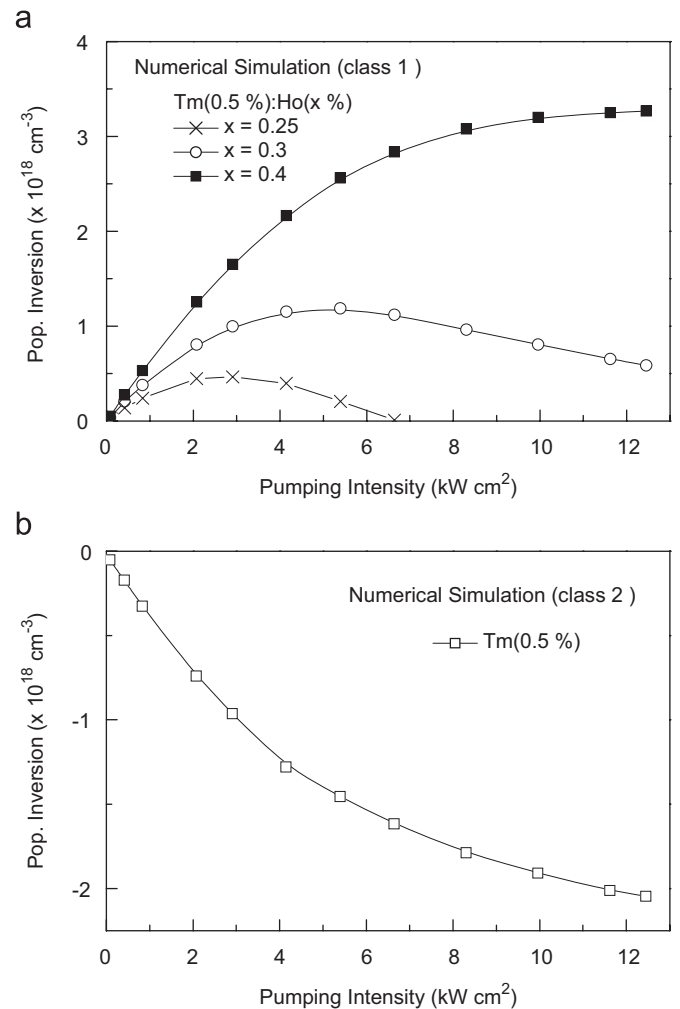 a
4
3
2
1
0
Pop. Inversion (x 10^18 cm^-3)
Numerical Simulation (class 1 )
Tm(0.5 %):Ho(x %)
x = 0.25
x = 0.3
x = 0.4
0 2 4 6 8 10 12
Pumping Intensity (kW cm^2)
b
0
-1
-2
Pop. Inversion (x 10^18 cm^-3)
Numerical Simulation (class 2 )
Tm(0.5 %)
0 2 4 6 8 10 12
Pumping Intensity (kW cm^2)